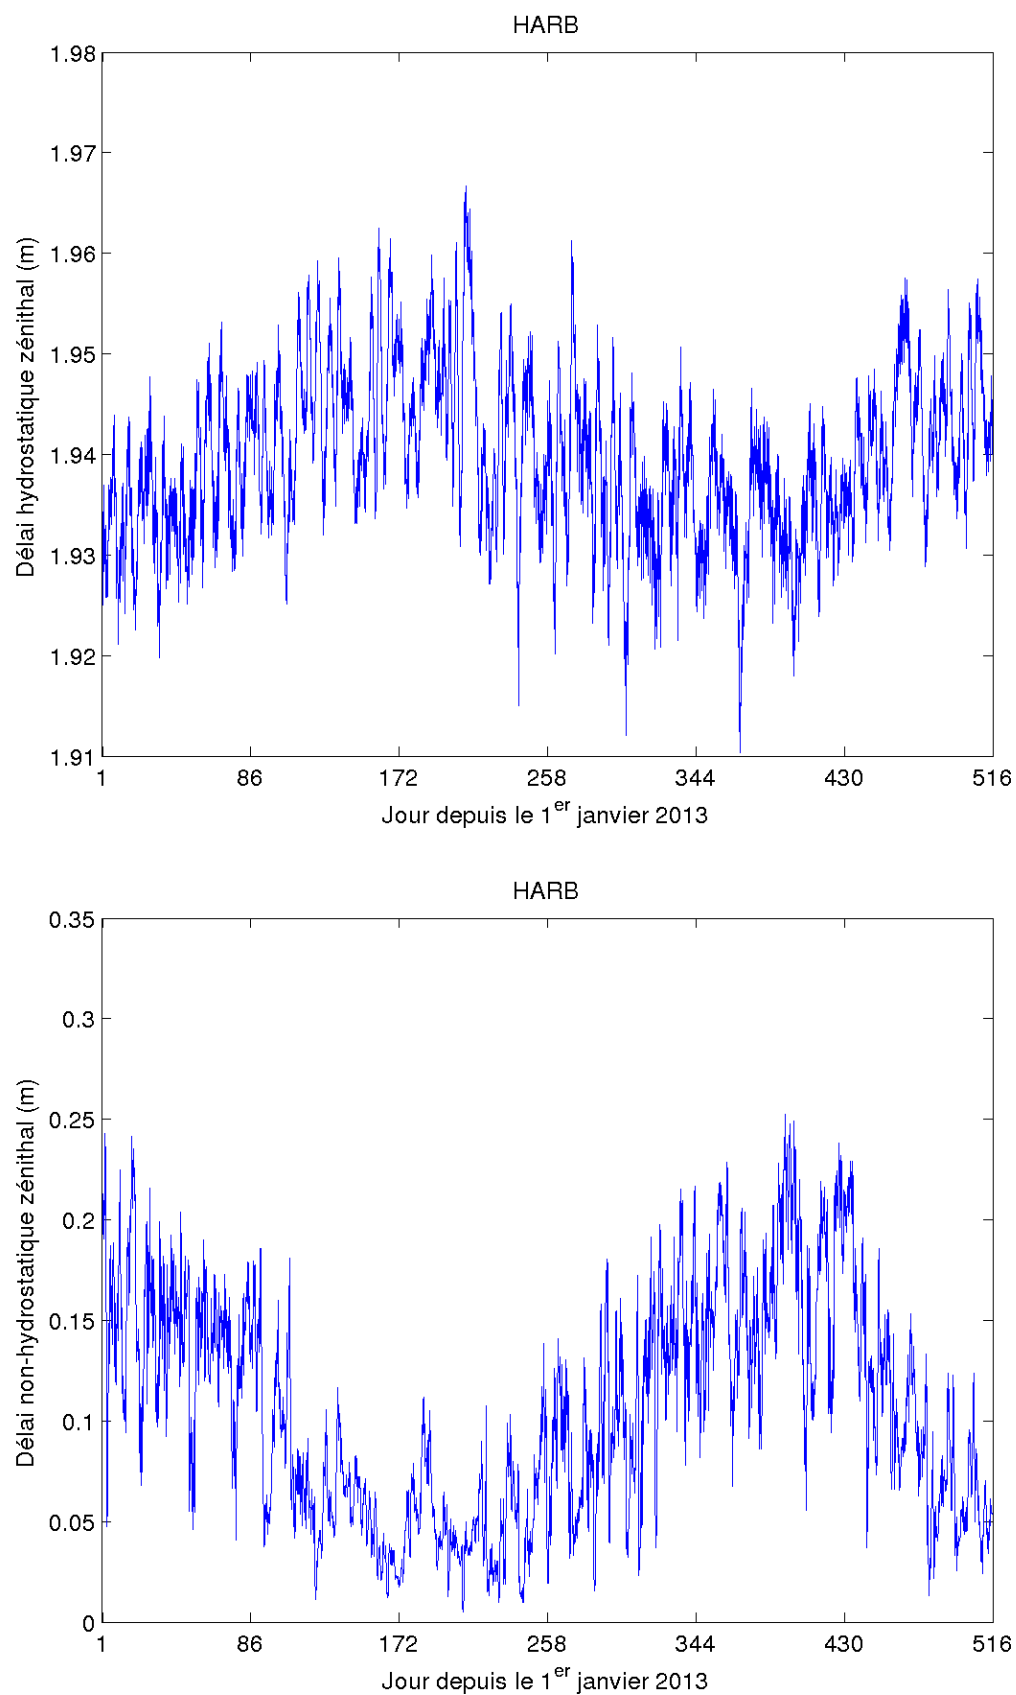 HARB
1.98
1.97
1.96
1.95
1.94
1.93
1.92
1.91
Délai hydrostatique zénithal (m)
1 86 172 258 344 430 516
Jour depuis le 1er janvier 2013
HARB
0.35
0.3
0.25
0.2
0.15
0.1
0.05
0
Délai non-hydrostatique zénithal (m)
1 86 172 258 344 430 516
Jour depuis le 1er janvier 2013